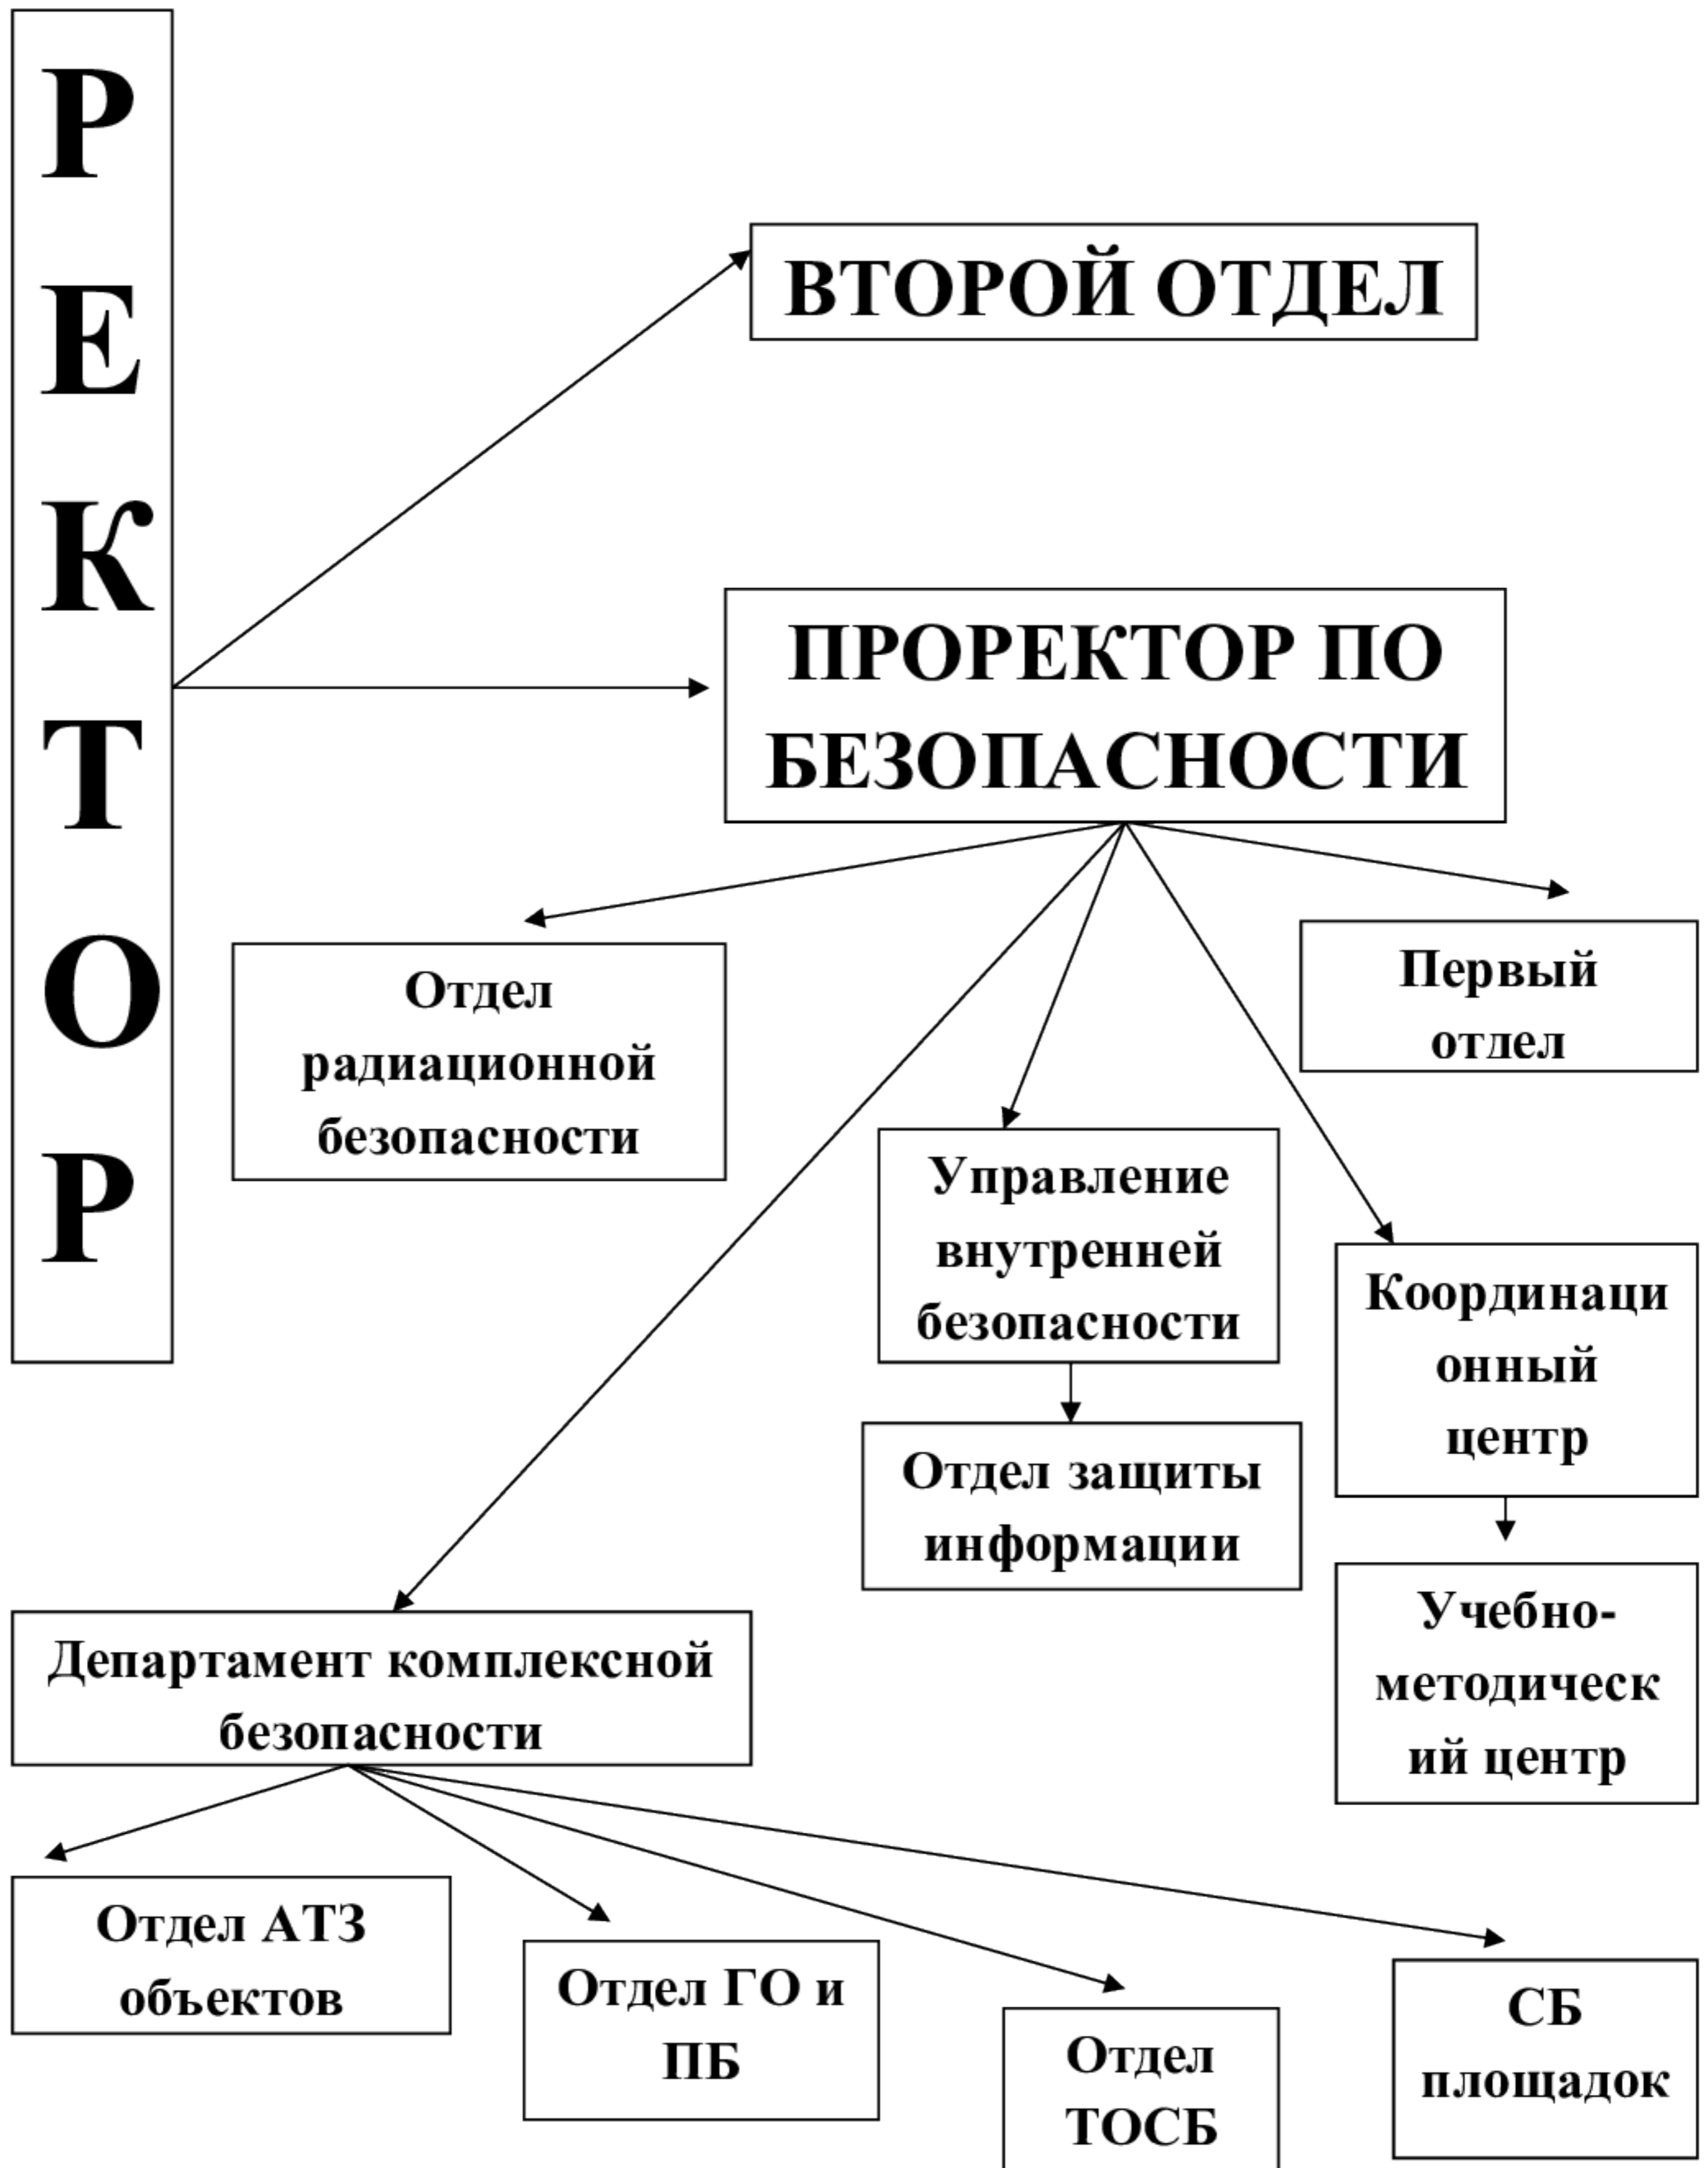 Р
Е
К
Т
О
Р
ВТОРОЙ ОТДЕЛ
ПРОРЕКТОР ПО
БЕЗОПАСНОСТИ
Отдел
радиационной
безопасности
Первый
отдел
Управление
внутренней
безопасности
Координаци
онный
центр
Отдел защиты
информации
Учебно-
методическ
ий центр
Департамент комплексной
безопасности
Отдел АТЗ
объектов
Отдел ГО и
ПБ
Отдел
ТОСБ
СБ
площадок